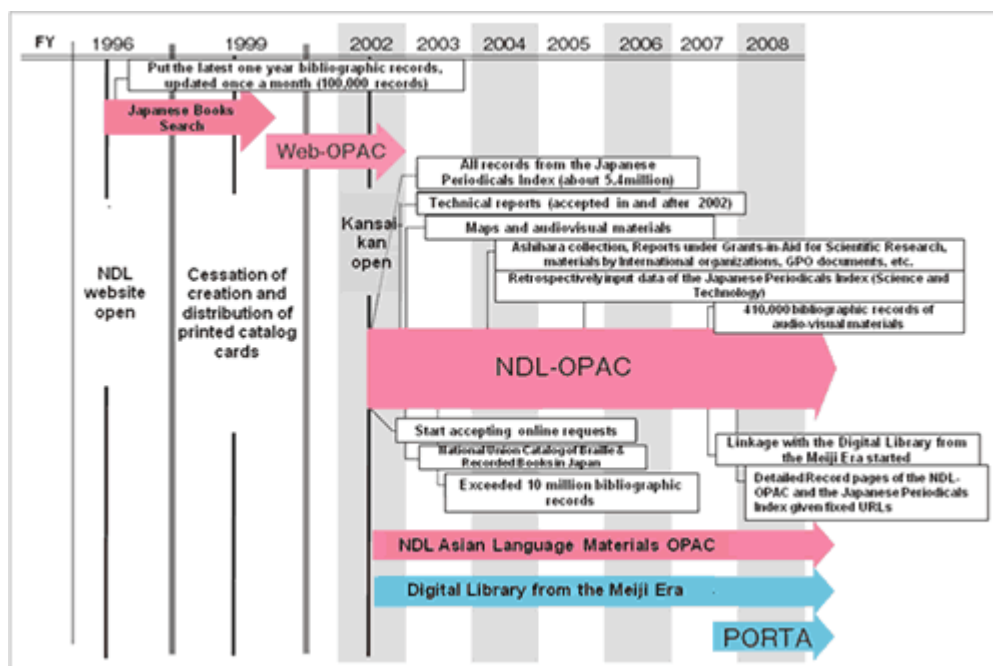 FY 1996 1999 2002 2003 2004 2005 2006 2007 2008
Put the latest one year bibliographic records,
updated once a month (100,000 records)
Japanese Books
Search
Web-OPAC
All records from the Japanese
Periodicals Index (about 5.4million)
Technical reports (accepted in and after 2002)
Maps and audiovisual materials
Ashihara collection, Reports under Grants-in-Aid for Scientific Research,
materials by International organizations, GPO documents, etc.
Retrospectively input data of the Japanese Periodicals Index (Science and
Technology)
410,000 bibliographic records of
audio-visual materials
NDL
website
open
Cessation of
creation and
distribution of
printed catalog
cards
Kansai-
kan
open
NDL-OPAC
Start accepting online requests
National Union Catalog of Braille &
Recorded Books in Japan
Exceeded 10 million bibliographic
records
Linkage with the Digital Library from
the Meiji Era started
Detailed Record pages of the NDL-
OPAC and the Japanese Periodicals
Index given fixed URLs
NDL Asian Language Materials OPAC
Digital Library from the Meiji Era
PORTA